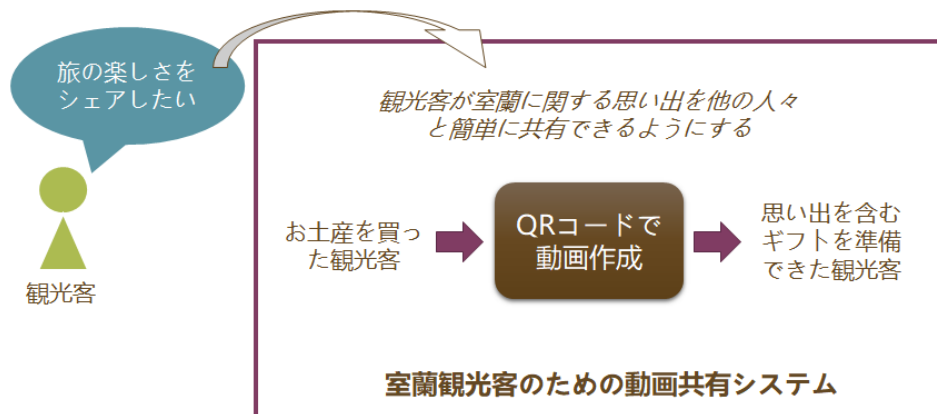 旅の楽しさを
シェアしたい
観光客
観光客が室蘭に関する思い出を他の人々
と簡単に共有できるようにする
お土産を買っ
た観光客
QRコードで
動画作成
思い出を含む
ギフトを準備
できた観光客
室蘭観光客のための動画共有システム